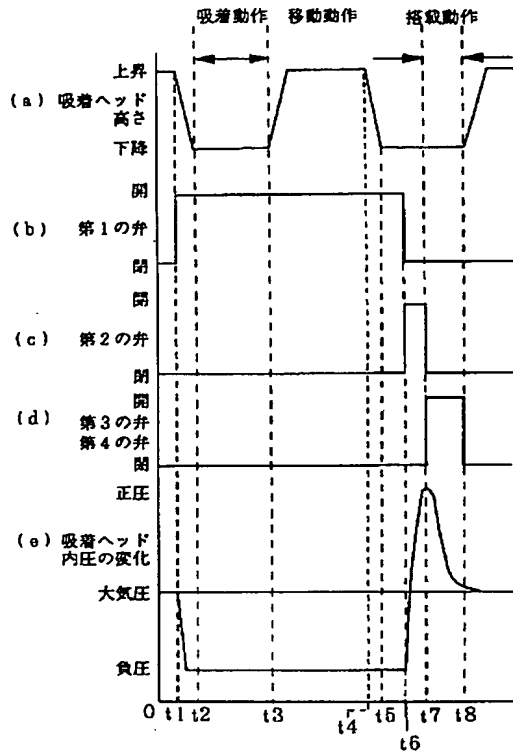 吸着動作 移動動作 搭載動作
上昇
(a) 吸着ヘッド
高さ
下降
開
(b) 第1の弁
閉
開
(c) 第2の弁
閉
開
(d) 第3の弁
第4の弁
閉
正圧
(e) 吸着ヘッド
内圧の変化
大気圧
負圧
0 t1 t2 t3 t4 t5 t6 t7 t8